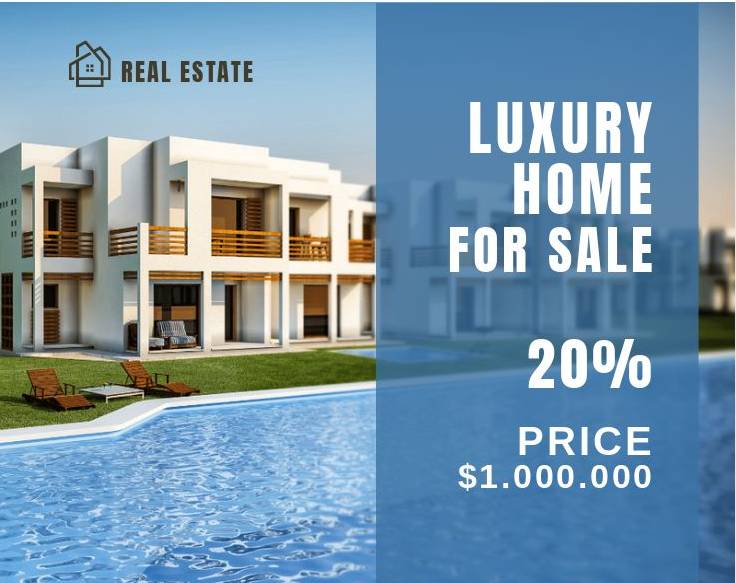 REAL ESTATE
LUXURY
HOME
FOR SALE
20%
PRICE
$1.000.000